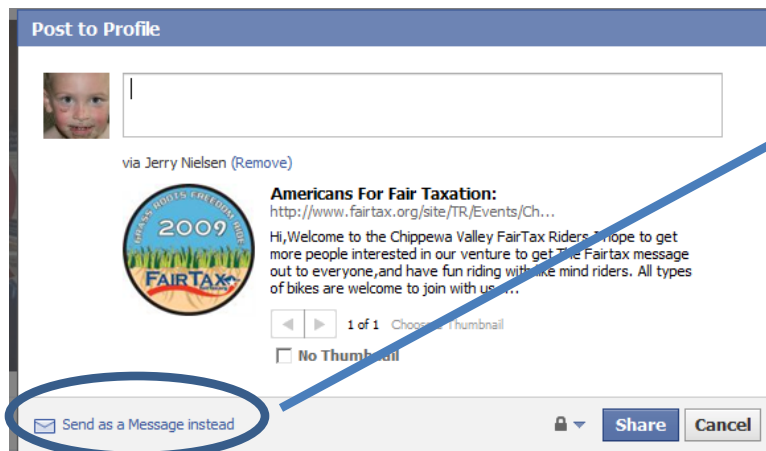 Post to Profile
via Jerry Nielsen (Remove)
GRASS ROOTS FREEDOM RIDE
2009
FAIRTAX
Americans For Fair Taxation:
http://www.fairtax.org/site/TR/Events/Ch...
Hi,Welcome to the Chippewa Valley FairTax Riders hope to get
more people interested in our venture to get The Fairtax message
out to everyone,and have fun riding with like mind riders. All types
of bikes are welcome to join with us
1 of 1 Choose Thumbnail
No Thumbnail
Send as a Message instead
Share Cancel